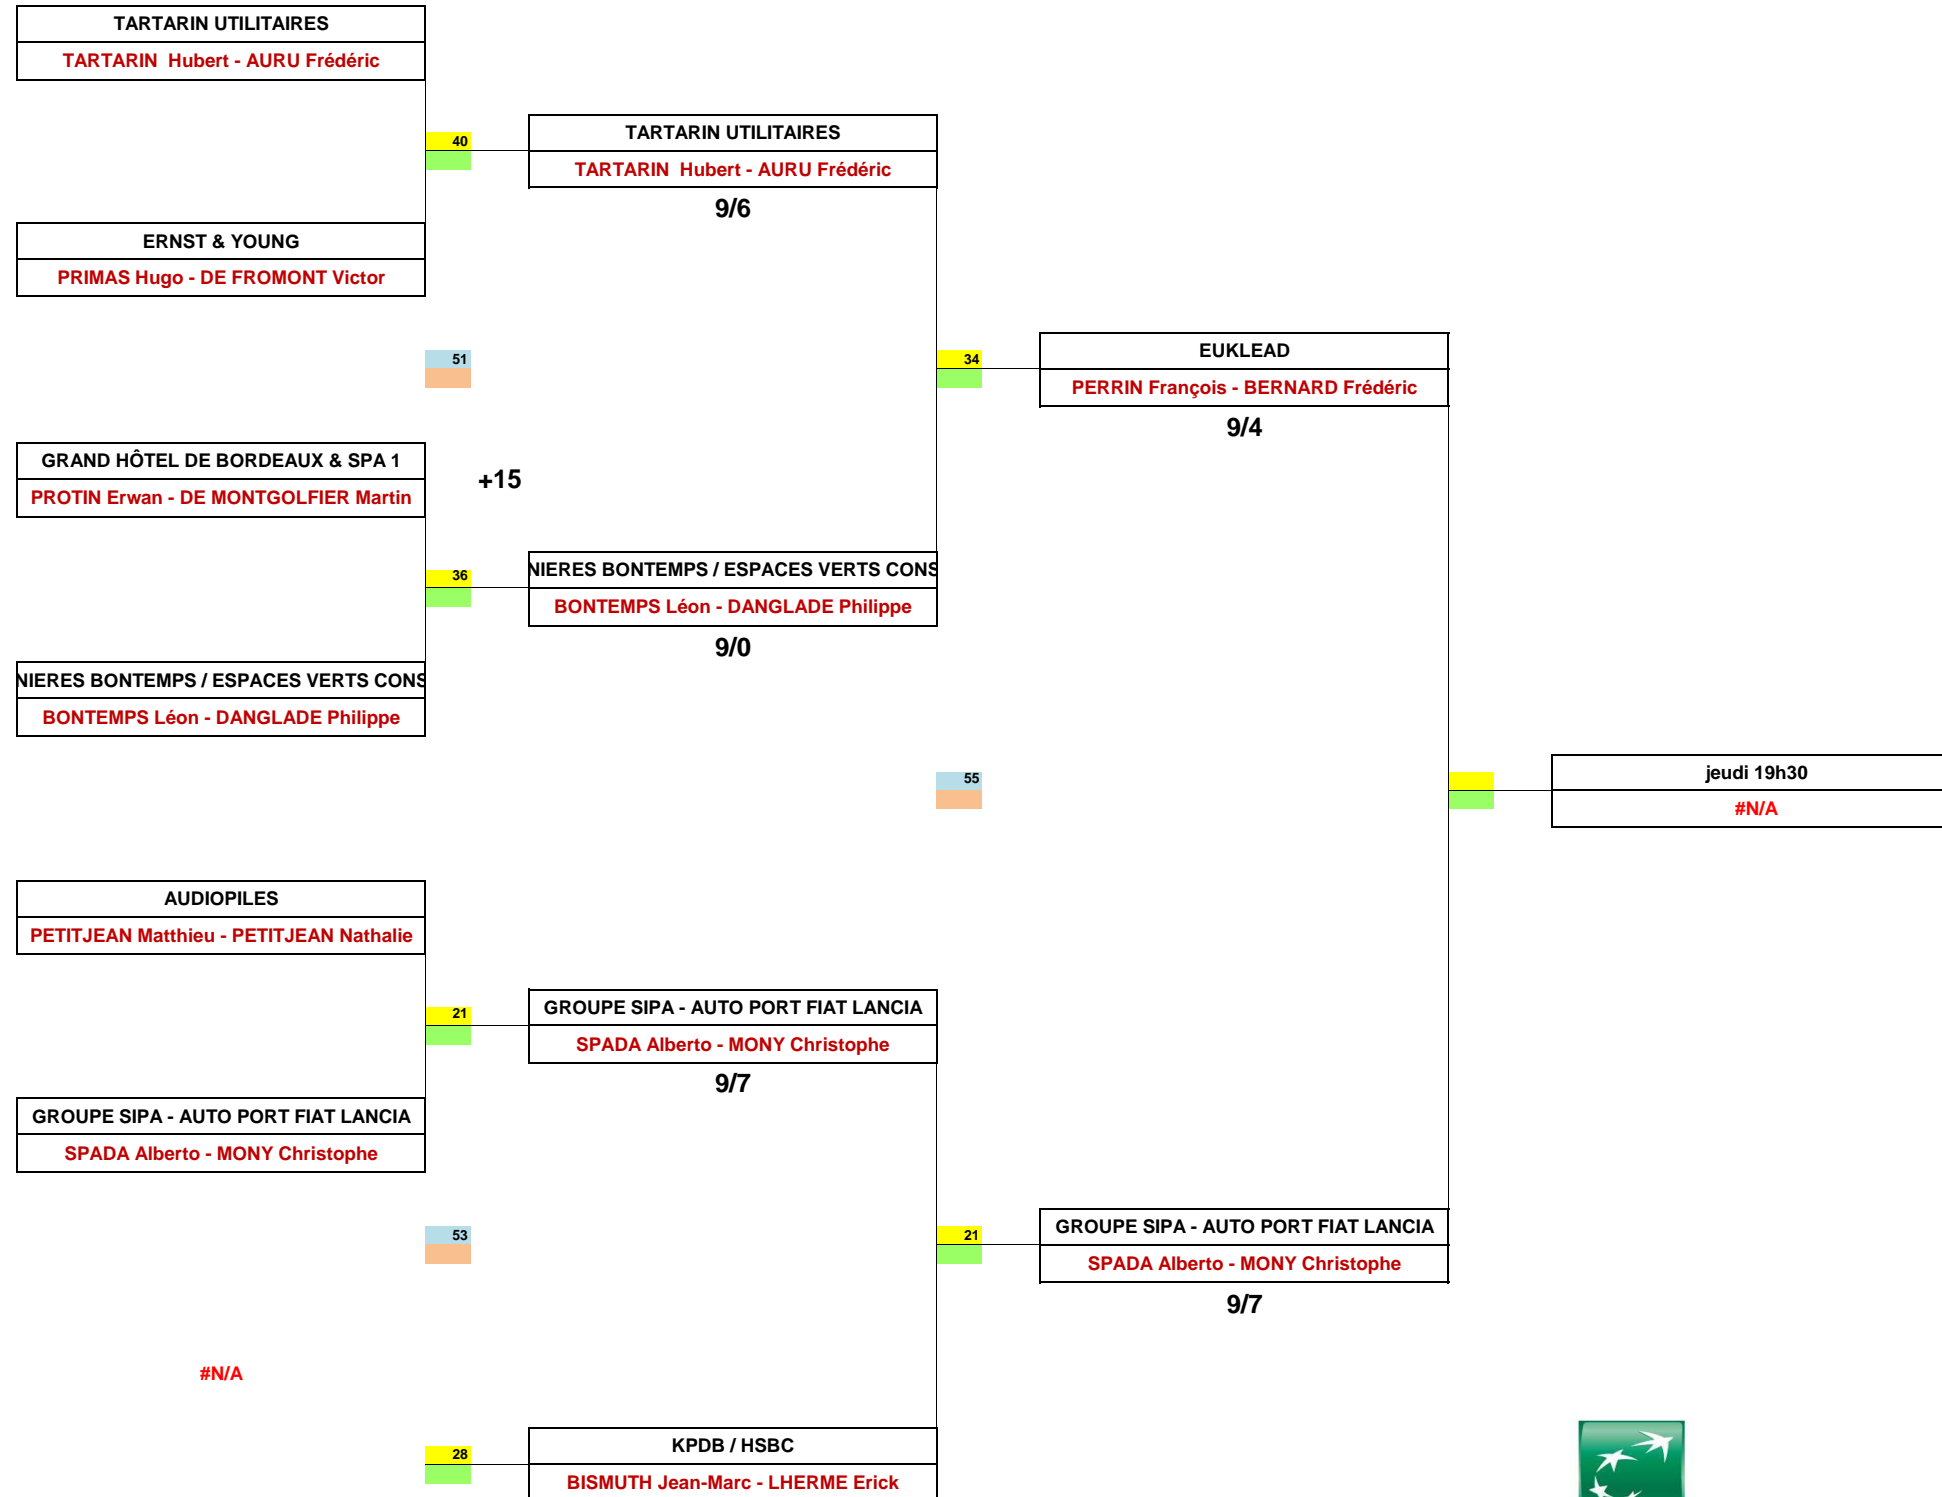 TARTARIN UTILITAIRES
TARTARIN  Hubert - AURU Frédéric
40
TARTARIN UTILITAIRES
TARTARIN  Hubert - AURU Frédéric
9/6
ERNST & YOUNG
PRIMAS Hugo - DE FROMONT Victor
51
34
EUKLEAD
PERRIN François - BERNARD Frédéric
9/4
GRAND HÔTEL DE BORDEAUX & SPA 1
PROTIN Erwan - DE MONTGOLFIER Martin
+15
36
NIERES BONTEMPS / ESPACES VERTS CONS
BONTEMPS Léon - DANGLADE Philippe
9/0
NIERES BONTEMPS / ESPACES VERTS CONS
BONTEMPS Léon - DANGLADE Philippe
55
jeudi 19h30
#N/A
AUDIOPILES
PETITJEAN Matthieu - PETITJEAN Nathalie
21
GROUPE SIPA - AUTO PORT FIAT LANCIA
SPADA Alberto - MONY Christophe
9/7
GROUPE SIPA - AUTO PORT FIAT LANCIA
SPADA Alberto - MONY Christophe
53
21
GROUPE SIPA - AUTO PORT FIAT LANCIA
SPADA Alberto - MONY Christophe
9/7
#N/A
28
KPDB / HSBC
BISMUTH Jean-Marc - LHERME Erick